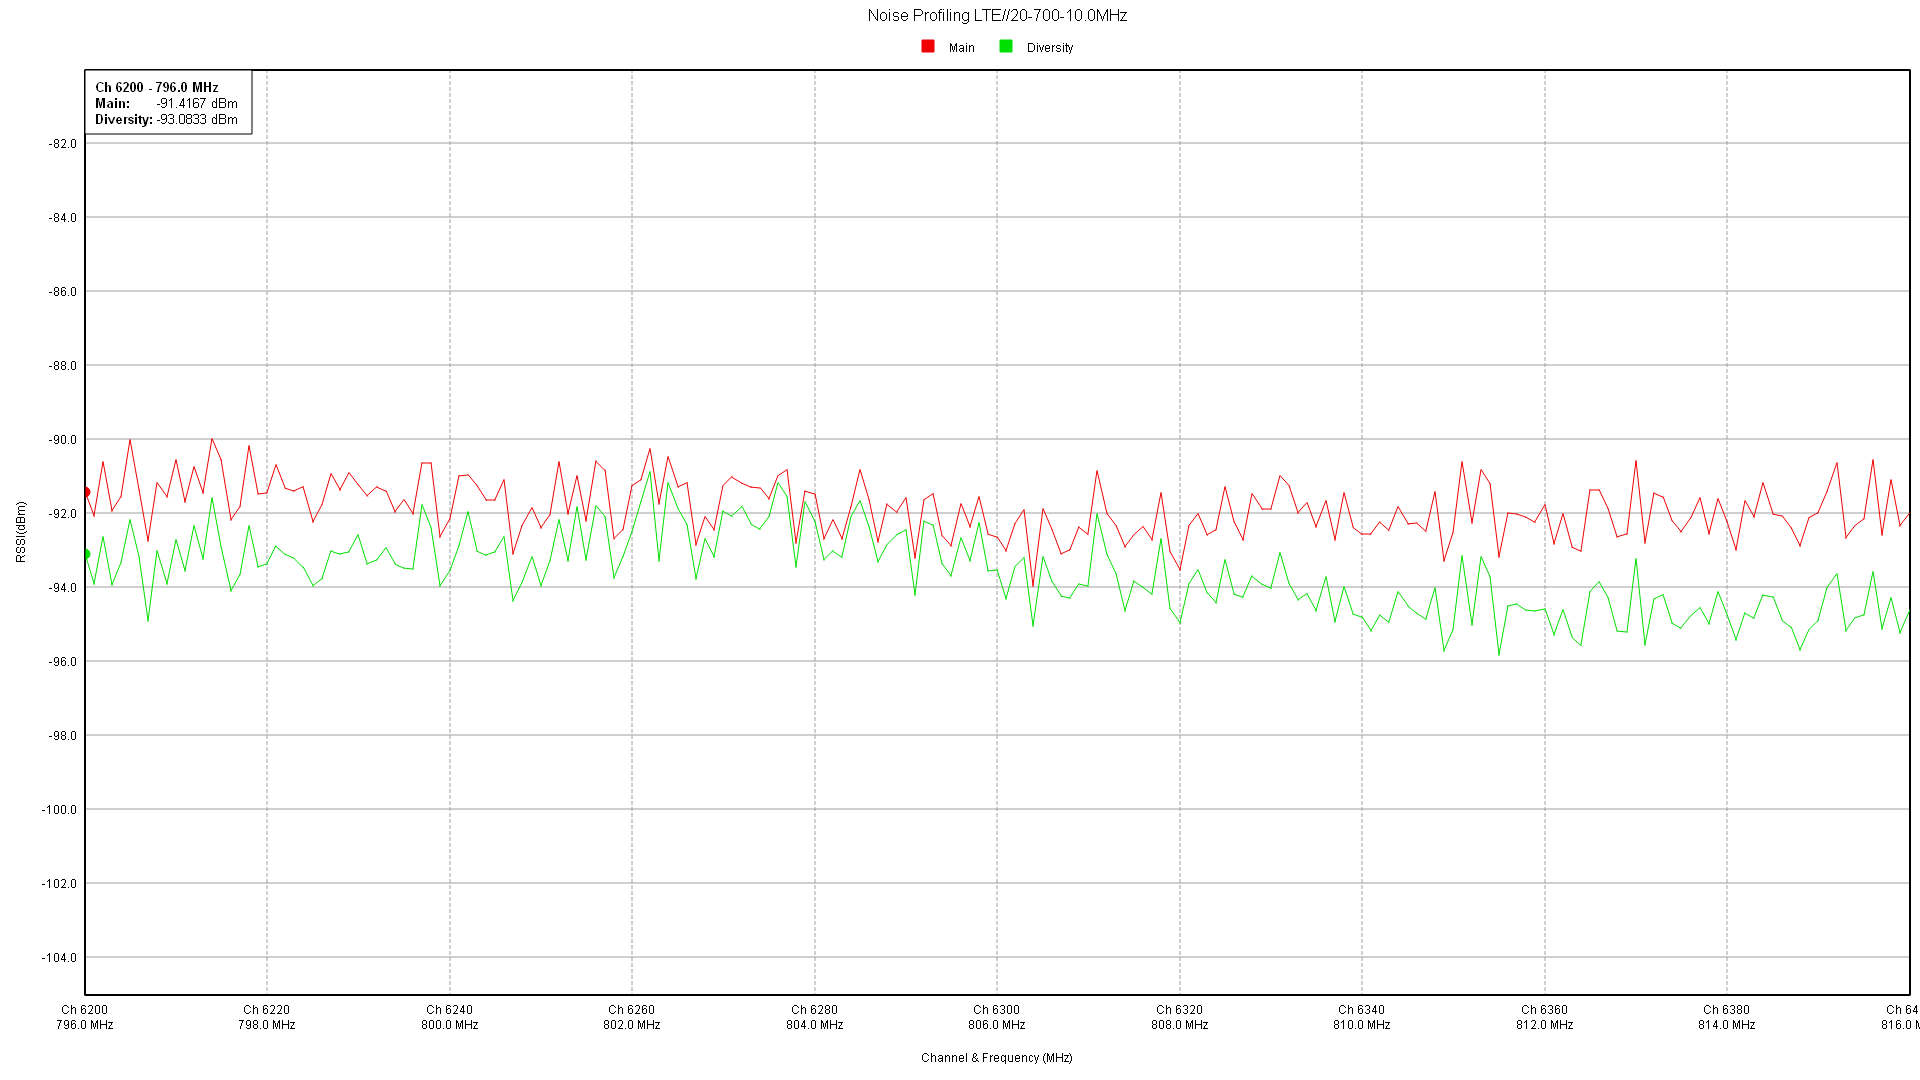 Noise Profiling LTE//20-700-10.0MHz
Main Diversity
Ch 6200 - 796.0 MHz
Main: -91.4167 dBm
Diversity: -93.0833 dBm
-82.0
-84.0
-86.0
-88.0
-90.0
-92.0
-94.0
-96.0
-98.0
-100.0
-102.0
-104.0
RSSI(dBm)
Ch 6200 Ch 6220 Ch 6240 Ch 6260 Ch 6280 Ch 6300 Ch 6320 Ch 6340 Ch 6360 Ch 6380 Ch 64
796.0 MHz 798.0 MHz 800.0 MHz 802.0 MHz 804.0 MHz 806.0 MHz 808.0 MHz 810.0 MHz 812.0 MHz 814.0 MHz 816.0 M
Channel & Frequency (MHz)